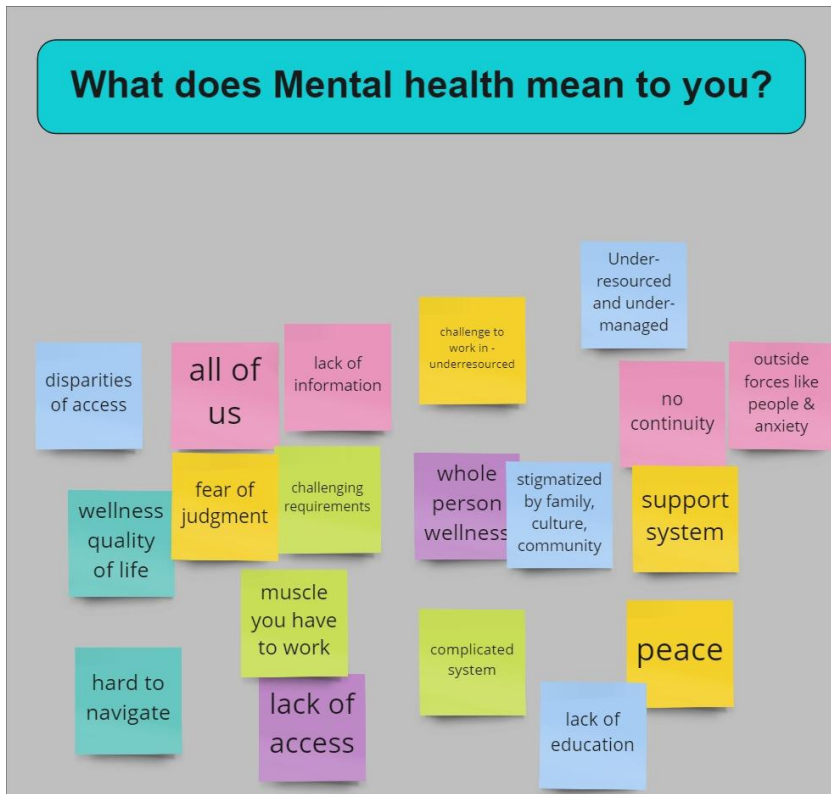 What does Mental health mean to you?
Under-
resourced
and under-
managed
challenge to
work in -
underresourced
disparities
of access
all of
us
lack of
information
no
continuity
outside
forces like
people &
anxiety
wellness
quality
of life
fear of
judgment
challenging
requirements
whole
person
wellness
stigmatized
by family,
culture,
community
support
system
muscle
you have
to work
hard to
navigate
lack of
access
complicated
system
peace
lack of
education